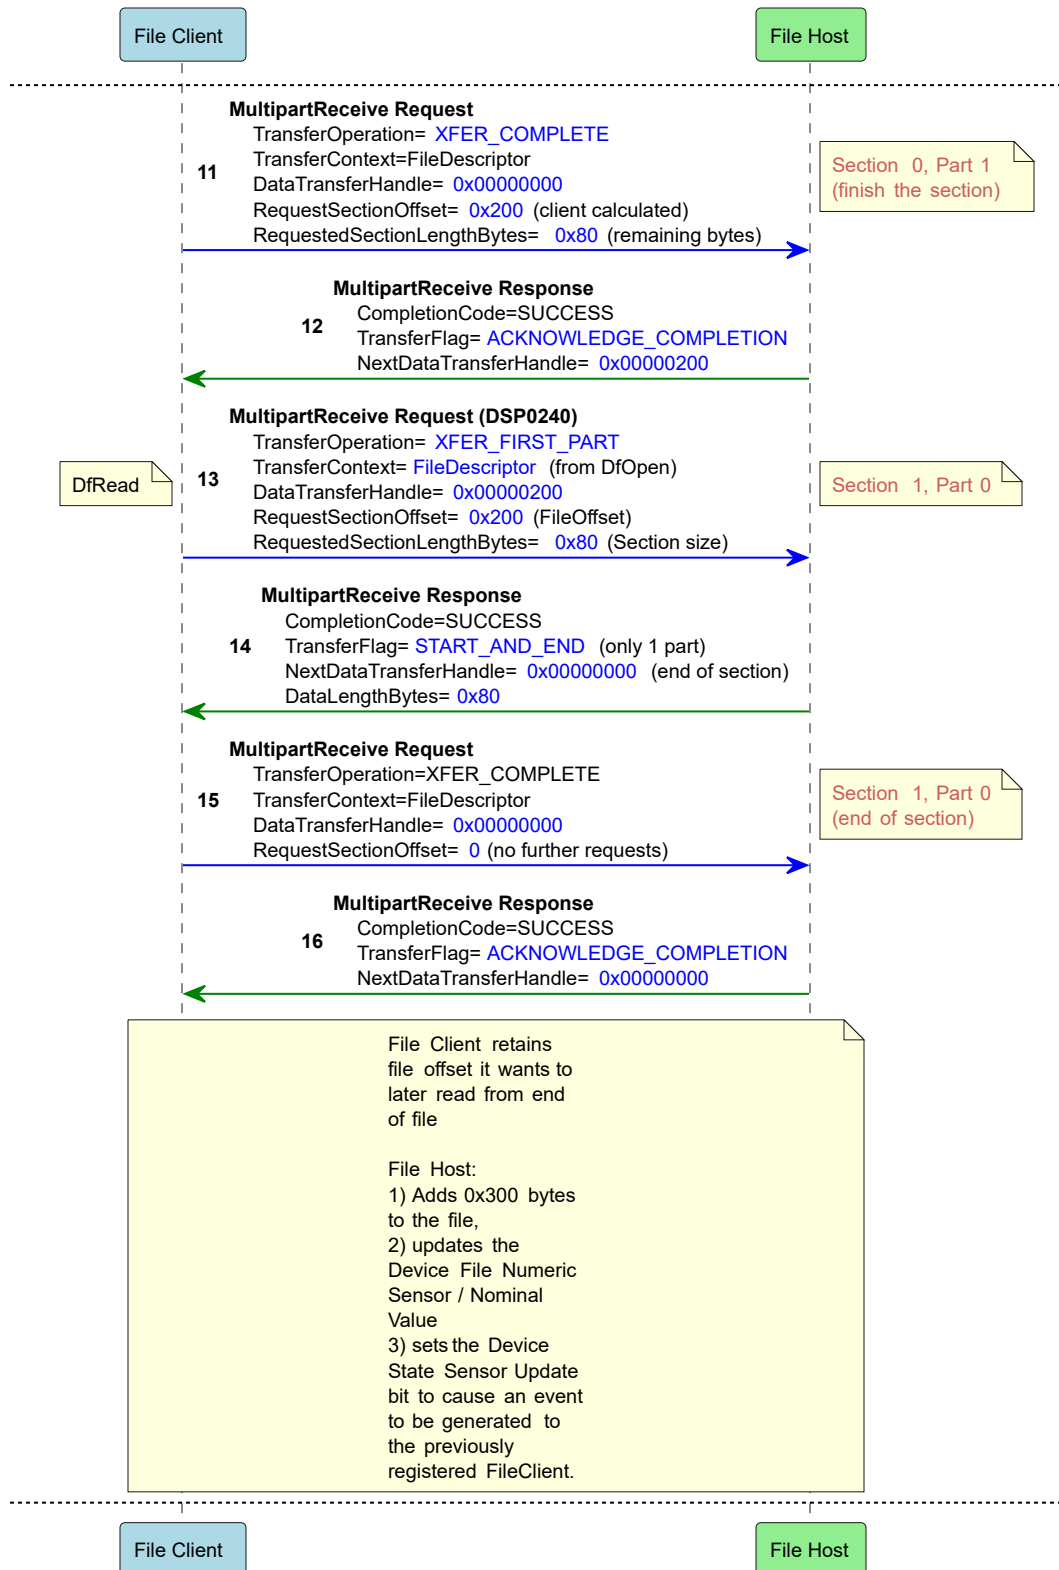 File Client
File Host
MultipartReceive Request
TransferOperation= XFER_COMPLETE
11
TransferContext=FileDescriptor
DataTransferHandle= 0x00000000
RequestSectionOffset= 0x200 (client calculated)
RequestedSectionLengthBytes= 0x80 (remaining bytes)
Section 0, Part 1
(finish the section)
MultipartReceive Response
12
CompletionCode=SUCCESS
TransferFlag= ACKNOWLEDGE_COMPLETION
NextDataTransferHandle= 0x00000200
MultipartReceive Request (DSP0240)
DfRead
13
TransferOperation= XFER_FIRST_PART
TransferContext= FileDescriptor (from DfOpen)
DataTransferHandle= 0x00000200
RequestSectionOffset= 0x200 (FileOffset)
RequestedSectionLengthBytes= 0x80 (Section size)
Section 1, Part 0
MultipartReceive Response
14
CompletionCode=SUCCESS
TransferFlag= START_AND_END (only 1 part)
NextDataTransferHandle= 0x00000000 (end of section)
DataLengthBytes= 0x80
MultipartReceive Request
15
TransferOperation=XFER_COMPLETE
TransferContext=FileDescriptor
DataTransferHandle= 0x00000000
RequestSectionOffset= 0 (no further requests)
Section 1, Part 0
(end of section)
MultipartReceive Response
16
CompletionCode=SUCCESS
TransferFlag= ACKNOWLEDGE_COMPLETION
NextDataTransferHandle= 0x00000000
File Client retains
file offset it wants to
later read from end
of file
File Host:
1) Adds 0x300 bytes
to the file,
2) updates the
Device File Numeric
Sensor / Nominal
Value
3) sets the Device
State Sensor Update
bit to cause an event
to be generated to
the previously
registered FileClient.
File Client
File Host